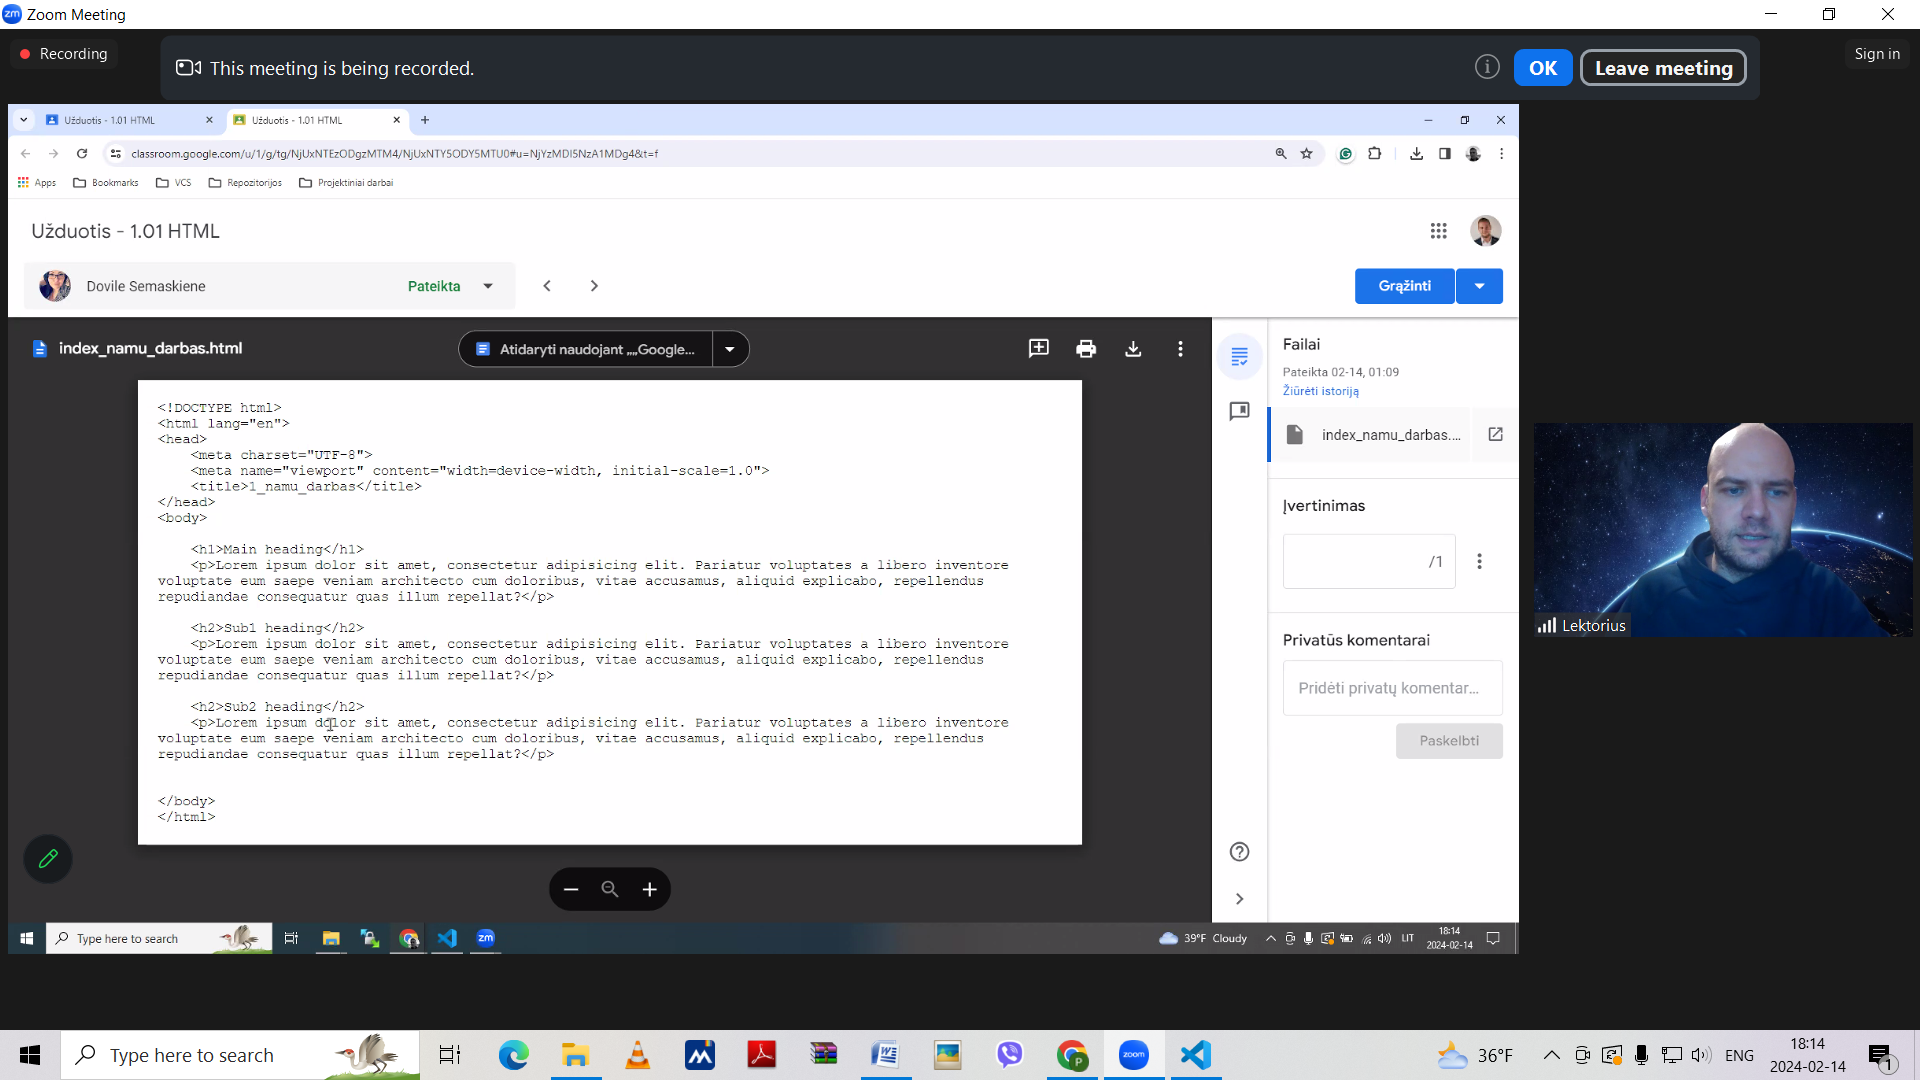 Zoom Meeting
Recording
This meeting is being recorded.
OK
Leave meeting
Sign in
Užduotis - 1.01 HTML
Užduotis - 1.01 HTML
classroom.google.com/u/1/g/tg/NjUxNTEzODgzMTM4/NjUxNTY5ODY5MTU0#u=NjYzMDI5NzA1MDg4&t=f
Apps
Bookmarks
VCS
Repozitorijos
Projektiniai darbai
Užduotis - 1.01 HTML
Dovile Semaskiene
Pateikta
Grąžinti
index_namu_darbas.html
Atidaryti naudojant „„Google...
<!DOCTYPE html>
<html lang="en">
<head>
<meta charset="UTF-8">
<meta name="viewport" content="width=device-width, initial-scale=1.0">
<title>1_namu_darbas</title>
</head>
<body>
<h1>Main heading</h1>
<p>Lorem ipsum dolor sit amet, consectetur adipisicing elit. Pariatur voluptates a libero inventore
voluptate eum saepe veniam architecto cum doloribus, vitae accusamus, aliquid explicabo, repellendus
repudiandae consequatur quas illum repellat?</p>
<h2>Sub1 heading</h2>
<p>Lorem ipsum dolor sit amet, consectetur adipisicing elit. Pariatur voluptates a libero inventore
voluptate eum saepe veniam architecto cum doloribus, vitae accusamus, aliquid explicabo, repellendus
repudiandae consequatur quas illum repellat?</p>
<h2>Sub2 heading</h2>
<p>Lorem ipsum dolor sit amet, consectetur adipisicing elit. Pariatur voluptates a libero inventore
voluptate eum saepe veniam architecto cum doloribus, vitae accusamus, aliquid explicabo, repellendus
repudiandae consequatur quas illum repellat?</p>
</body>
</html>
Failai
Pateikta 02-14, 01:09
Žiūrėti istoriją
index_namu_darbas....
Įvertinimas
/1
Privatūs komentarai
Pridėti privatų komentar...
Paskelbti
Lektorius
Type here to search
39°F Cloudy
LIT
18:14
2024-02-14
Type here to search
zoom
36°F
ENG
18:14
2024-02-14
1